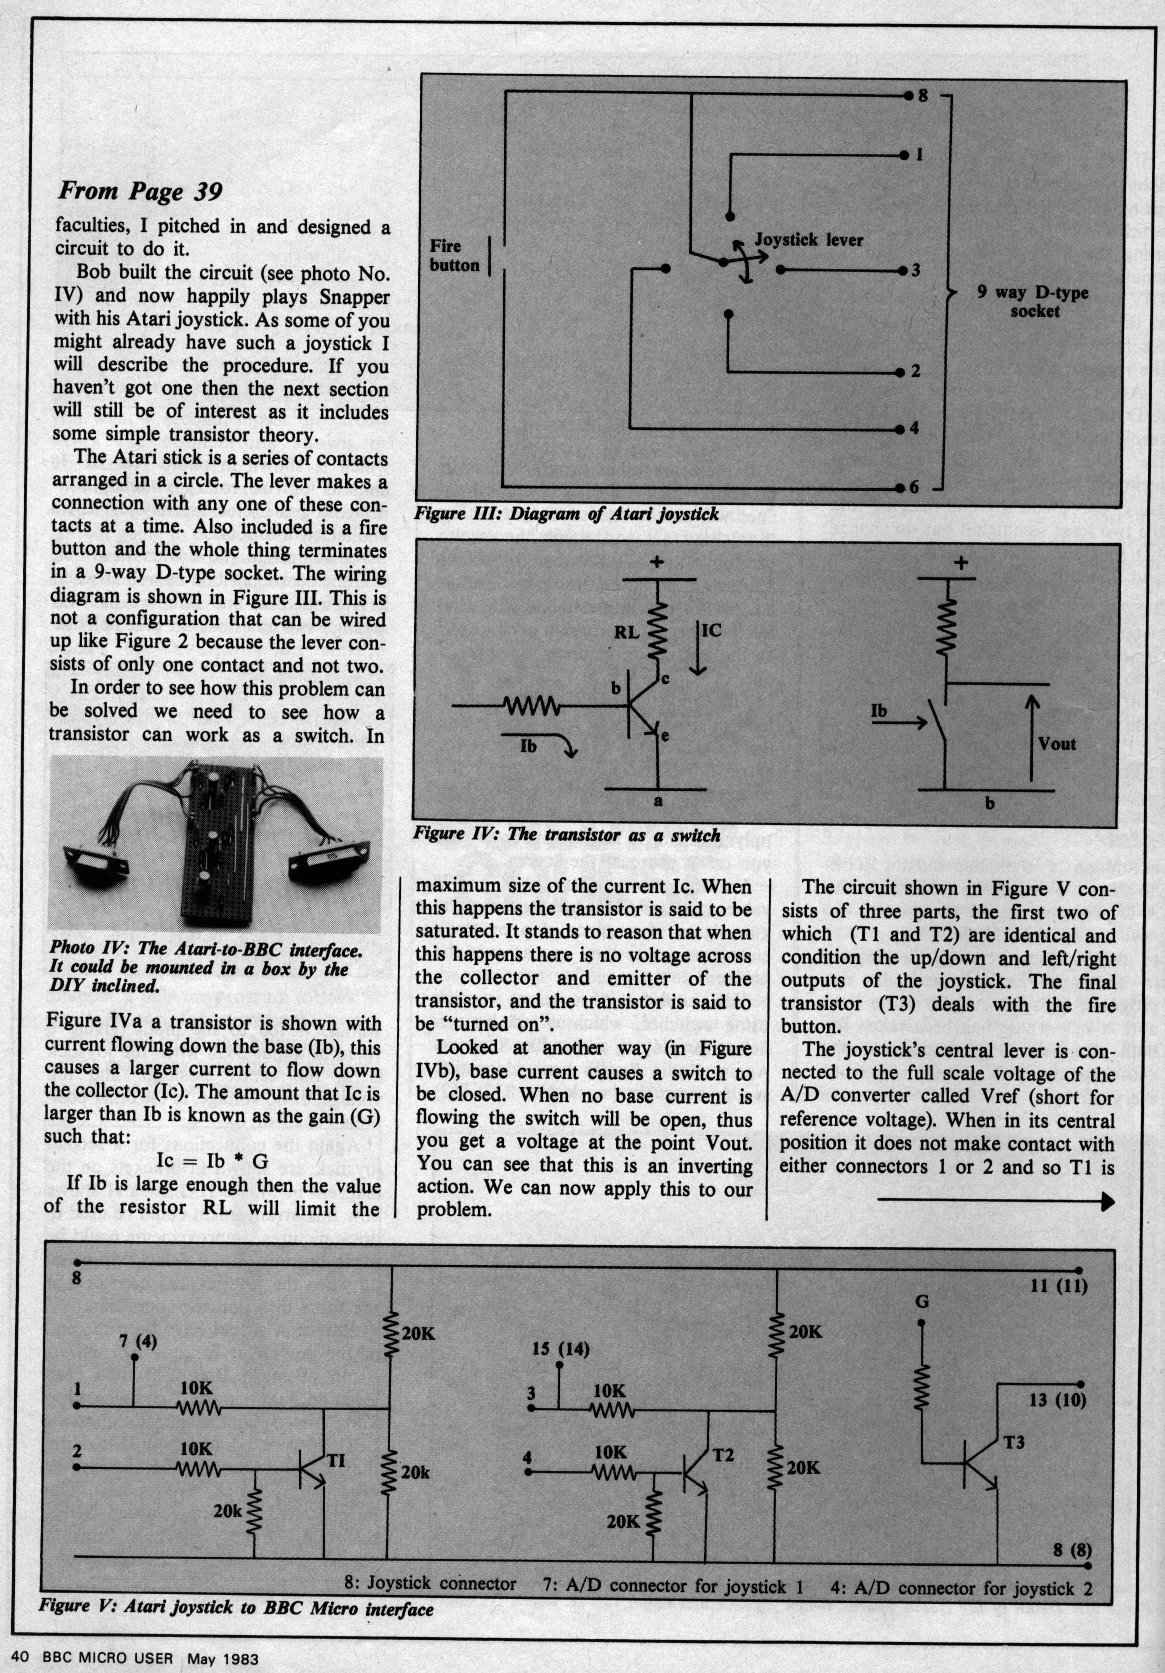 From Page 39
faculties, I pitched in and designed a
circuit to do it.
Bob built the circuit (see photo No.
IV) and now happily plays Snapper
with his Atari joystick. As some of you
might already have such a joystick I
will describe the procedure. If you
haven't got one then the next section
will still be of interest as it includes
some simple transistor theory.
The Atari stick is a series of contacts
arranged in a circle. The lever makes a
connection with any one of these con-
tacts at a time. Also included is a fire
button and the whole thing terminates
in a 9-way D-type socket. The wiring
diagram is shown in Figure III. This is
not a configuration that can be wired
up like Figure 2 because the lever con-
sists of only one contact and not two.
In order to see how this problem can
be solved we need to see how a
transistor can work as a switch. In
Photo IV: The Atari-to-BBC interface.
It could be mounted in a box by the
DIY inclined.
Figure IVa a transistor is shown with
current flowing down the base (Ib), this
causes a larger current to flow down
the collector (Ic). The amount that Ic is
larger than Ib is known as the gain (G)
such that:
Ic = Ib * G
If Ib is large enough then the value
of the resistor RL will limit the
8
1
Joystick lever
Fire
button
3
9 way D-type
socket
2
4
6
Figure III: Diagram of Atari joystick
+
RL
IC
c
b
Ib
e
a
+
Ib
Vout
b
Figure IV: The transistor as a switch
maximum size of the current Ic. When
this happens the transistor is said to be
saturated. It stands to reason that when
this happens there is no voltage across
the collector and emitter of the
transistor, and the transistor is said to
be "turned on".
Looked at another way (in Figure
IVb), base current causes a switch to
be closed. When no base current is
flowing the switch will be open, thus
you get a voltage at the point Vout.
You can see that this is an inverting
action. We can now apply this to our
problem.
The circuit shown in Figure V con-
sists of three parts, the first two of
which (T1 and T2) are identical and
condition the up/down and left/right
outputs of the joystick. The final
transistor (T3) deals with the fire
button.
The joystick's central lever is con-
nected to the full scale voltage of the
A/D converter called Vref (short for
reference voltage). When in its central
position it does not make contact with
either connectors 1 or 2 and so T1 is
8
11 (11)
G
7 (4)
20K
15 (14)
20K
1
10K
3
10K
13 (10)
2
10K
T1
20k
4
10K
T2
20K
T3
20k
20K
8 (8)
8: Joystick connector 7: A/D connector for joystick 1 4: A/D connector for joystick 2
Figure V: Atari joystick to BBC Micro interface
40 BBC MICRO USER May 1983